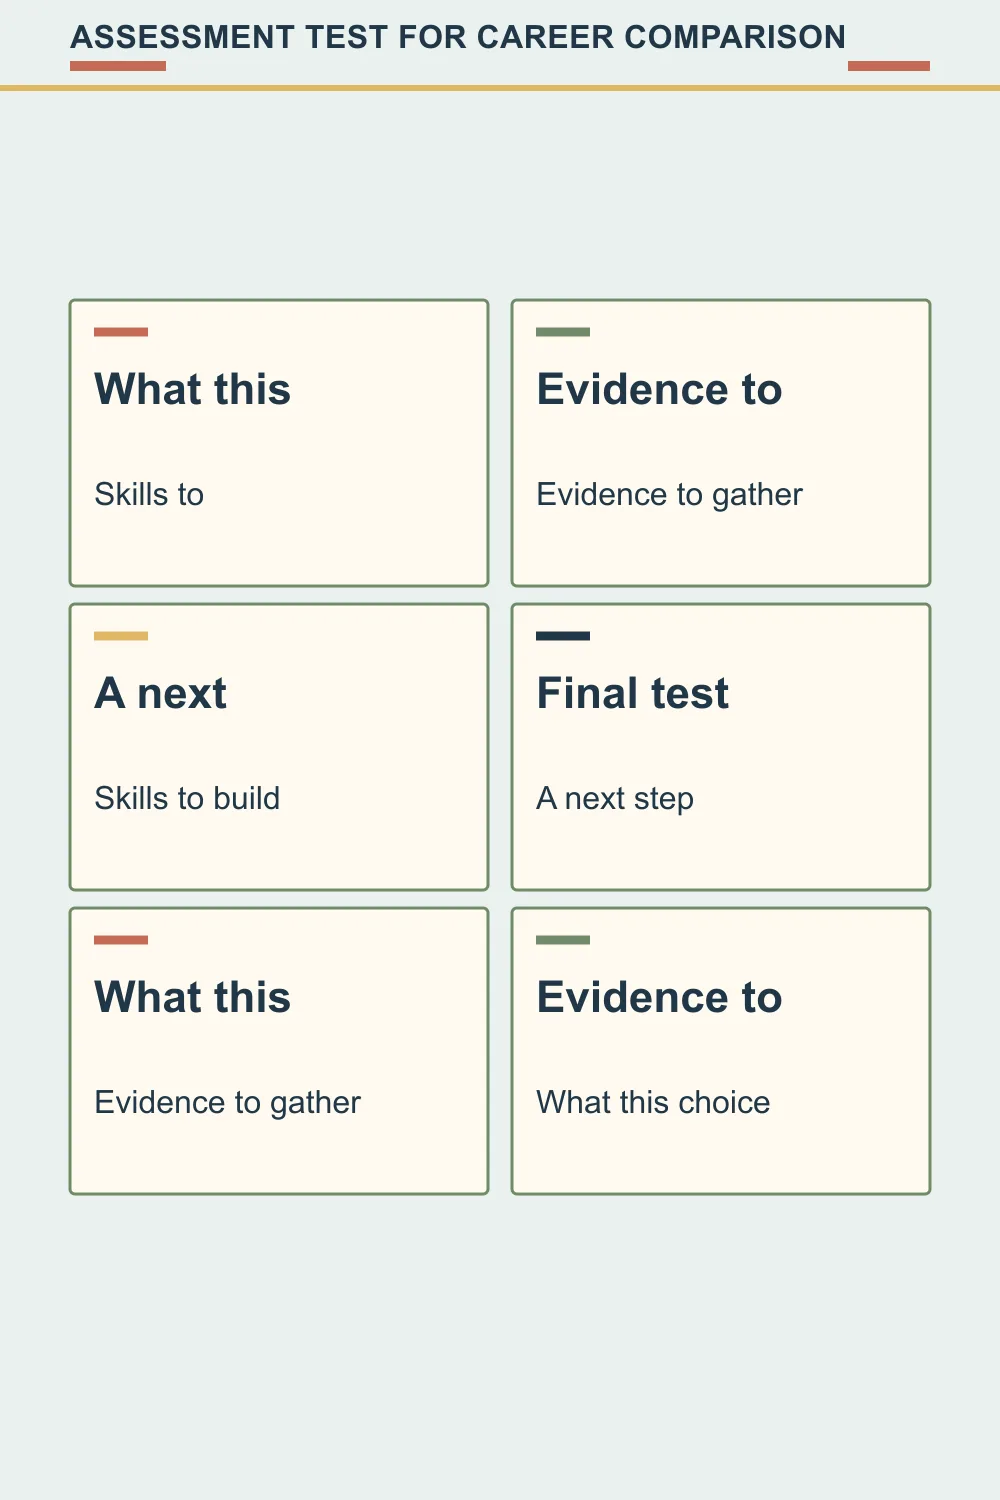 ASSESSMENT TEST FOR CAREER COMPARISON
What this
Skills to
Evidence to
Evidence to gather
A next
Skills to build
Final test
A next step
What this
Evidence to gather
Evidence to
What this choice